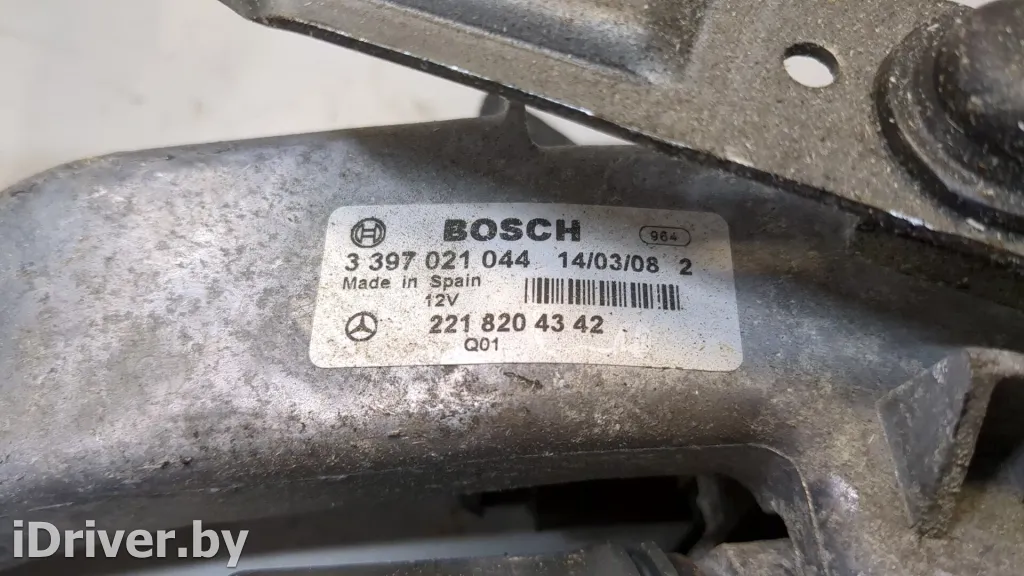 BOSCH 964
3 397 021 044 14/03/08 2
Made in Spain
12V
221 820 43 42
Q01
iDriver.by